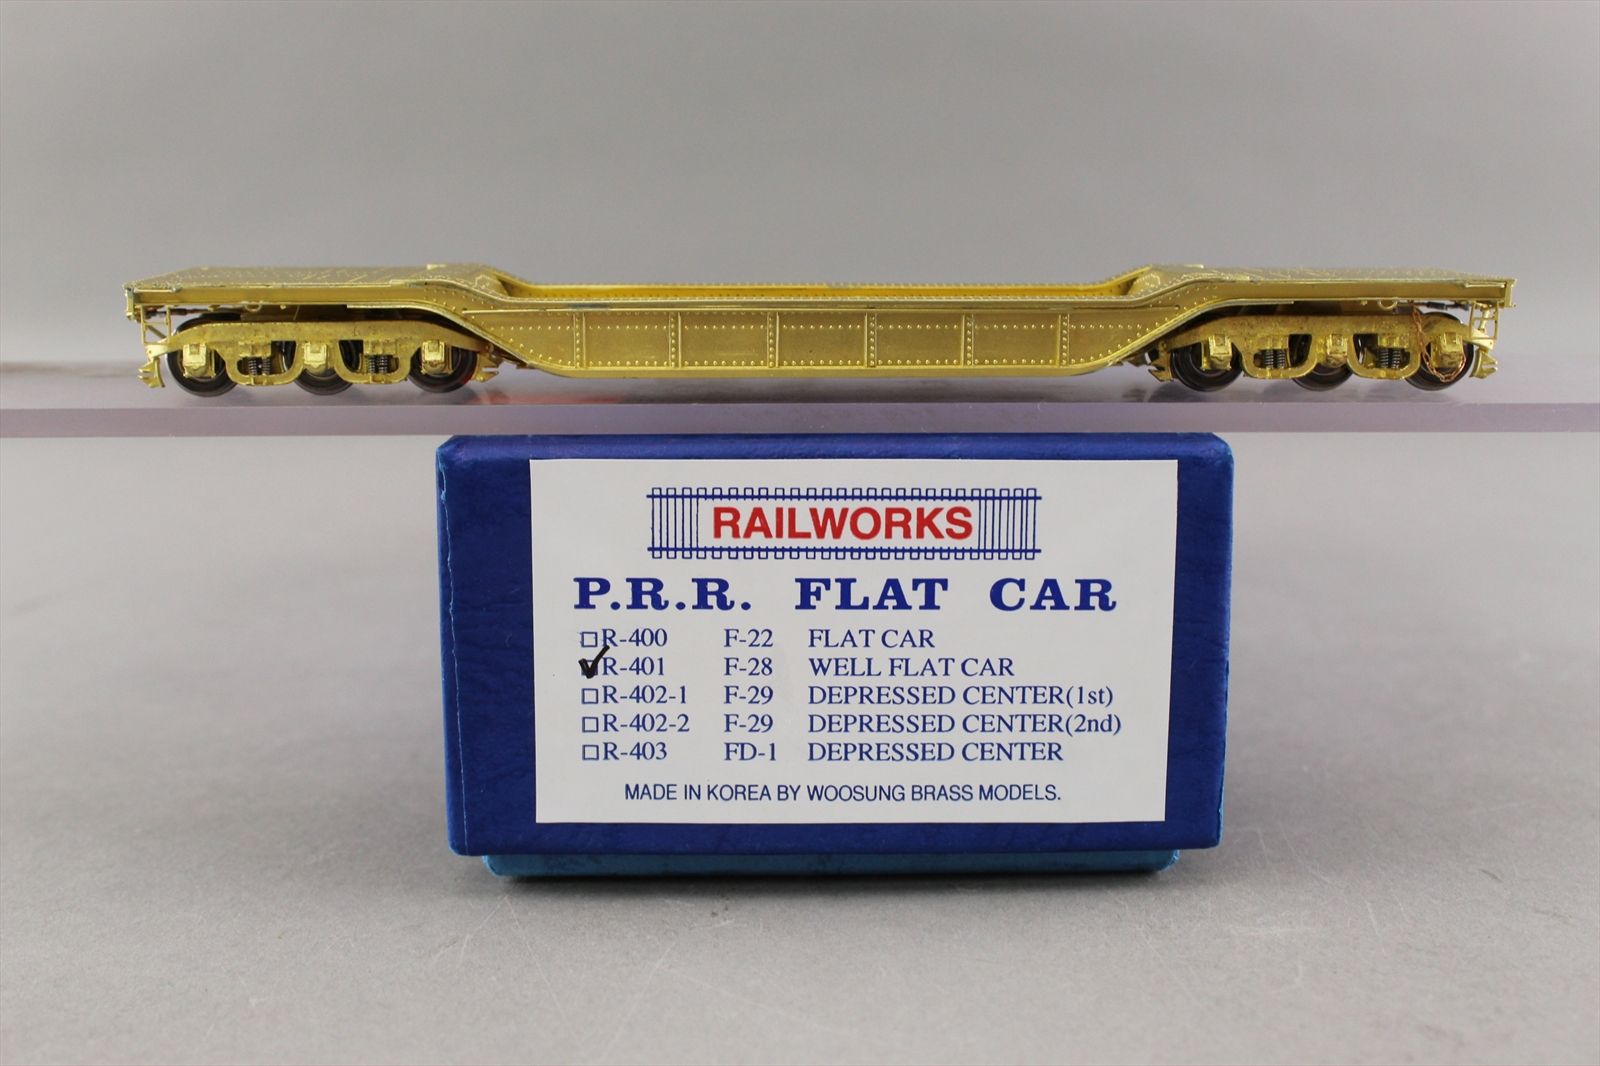 RAILWORKS
P.R.R. FLAT CAR
R-400 F-22 FLAT CAR
R-401 F-28 WELL FLAT CAR
R-402-1 F-29 DEPRESSED CENTER(1st)
R-402-2 F-29 DEPRESSED CENTER(2nd)
R-403 FD-1 DEPRESSED CENTER
MADE IN KOREA BY WOOSUNG BRASS MODELS.